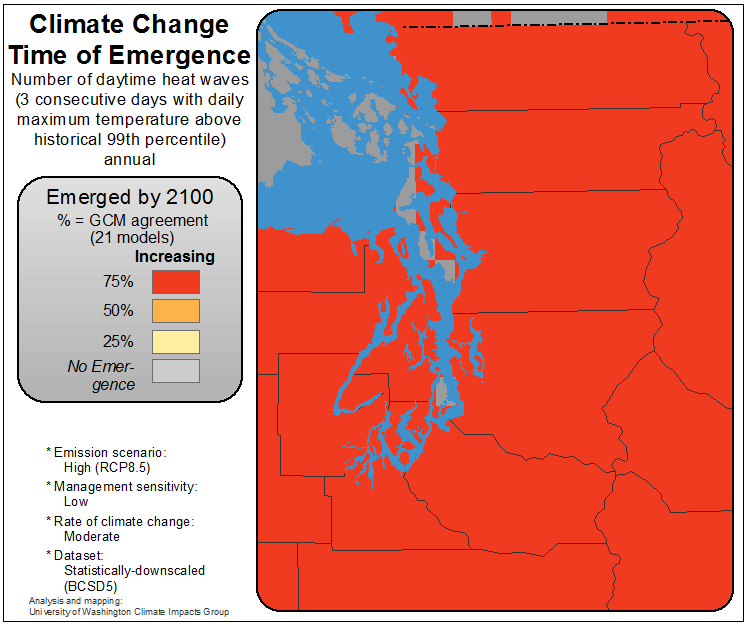 Climate Change
Time of Emergence
Number of daytime heat waves
(3 consecutive days with daily
maximum temperature above
historical 99th percentile)
annual
Emerged by 2100
% = GCM agreement
(21 models)
Increasing
75%
50%
25%
No Emer-
gence
* Emission scenario:
High (RCP8.5)
* Management sensitivity:
Low
* Rate of climate change:
Moderate
* Dataset:
Statistically-downscaled
(BCSD5)
Analysis and mapping:
University of Washington Climate Impacts Group